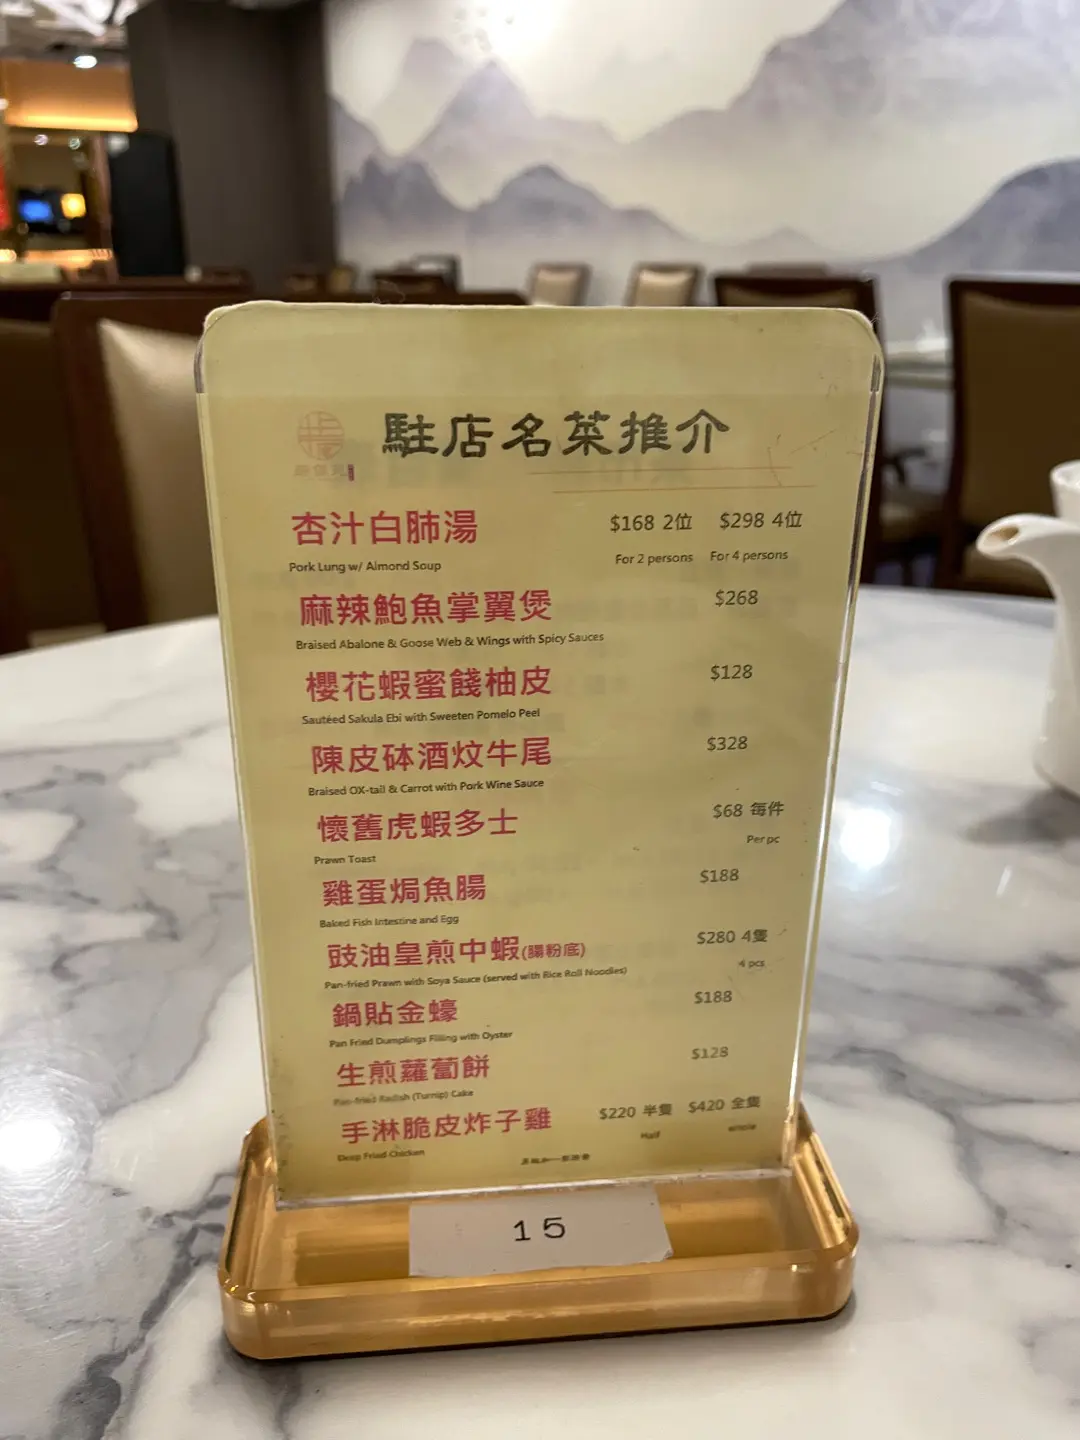 駐店名菜推介
杏汁白肺湯 $168 2位 $298 4位
Pork Lung w/ Almond Soup For 2 persons For 4 persons
麻辣鮑魚掌翼煲 $268
Braised Abalone & Goose Web & Wings with Spicy Sauces
櫻花蝦蜜餞柚皮 $128
Sautéed Sakula Ebi with Sweeten Pomelo Peel
陳皮砵酒炆牛尾 $328
Braised OX-tail & Carrot with Pork Wine Sauce
懷舊虎蝦多士 $68 每件
Prawn Toast Per pc
雞蛋焗魚腸 $188
Baked Fish Intestine and Egg
豉油皇煎中蝦(腸粉底) $280 4隻
Pan-fried Prawn with Soya Sauce (served with Rice Roll Noodles) 4 pcs
鍋貼金蠔 $188
Pan Fried Dumplings Filling with Oyster
生煎蘿蔔餅 $128
Pan-fried Radish (Turnip) Cake
手淋脆皮炸子雞 $220 半隻 $420 全隻
Deep Fried Chicken Half whole
15